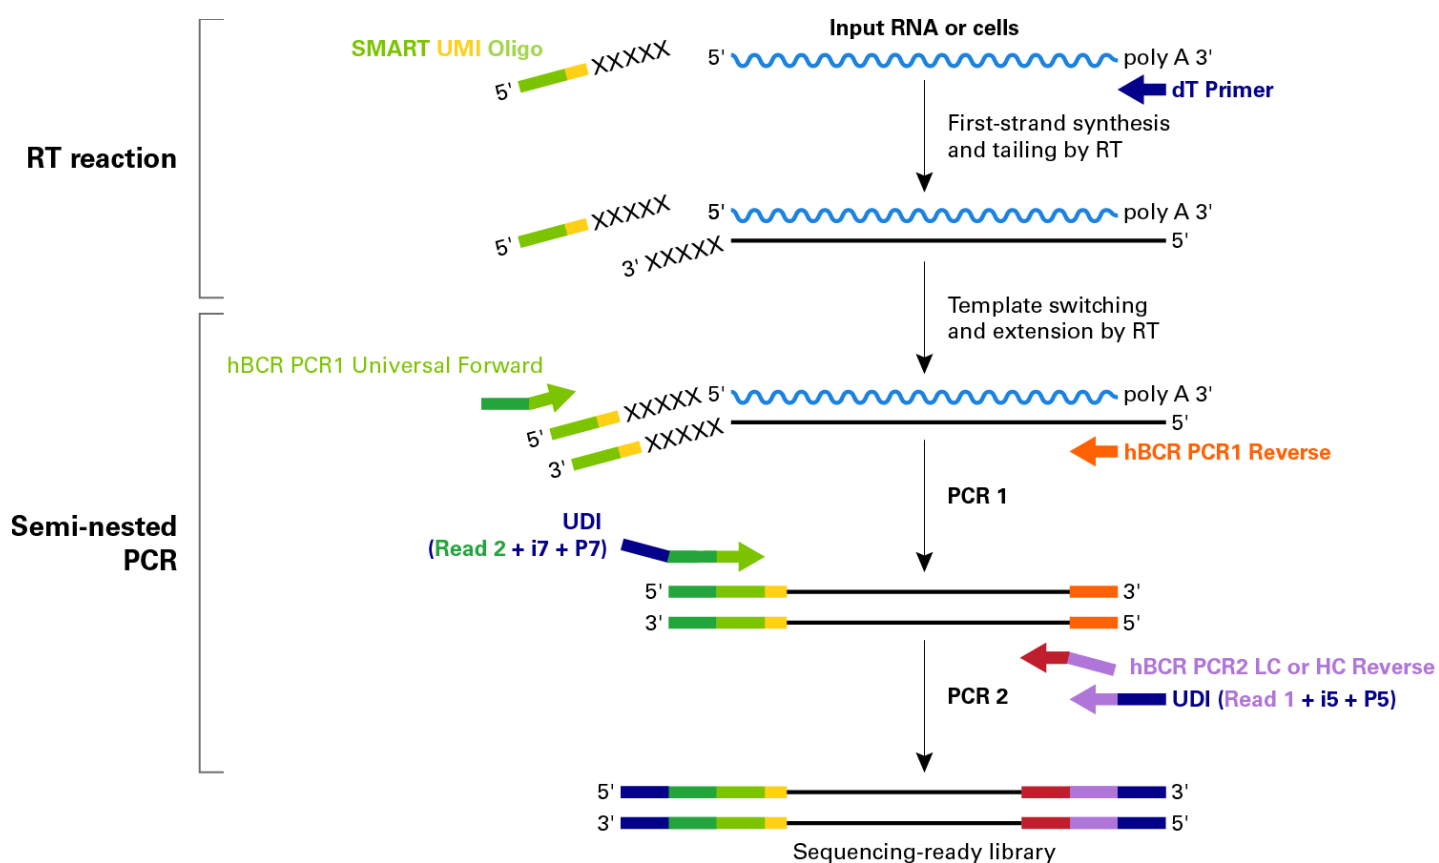 Input RNA or cells
SMART UMI Oligo
XXXXX
5'
5'
poly A 3'
dT Primer
First-strand synthesis
and tailing by RT
RT reaction
XXXXX
5'
5'
poly A 3'
3' XXXXX
5'
Template switching
and extension by RT
hBCR PCR1 Universal Forward
XXXXX 5'
poly A 3'
5'
XXXXX
5'
3'
hBCR PCR1 Reverse
PCR 1
Semi-nested
PCR
UDI
(Read 2 + i7 + P7)
5'
3'
3'
5'
hBCR PCR2 LC or HC Reverse
PCR 2
UDI (Read 1 + i5 + P5)
5'
3'
3'
5'
Sequencing-ready library